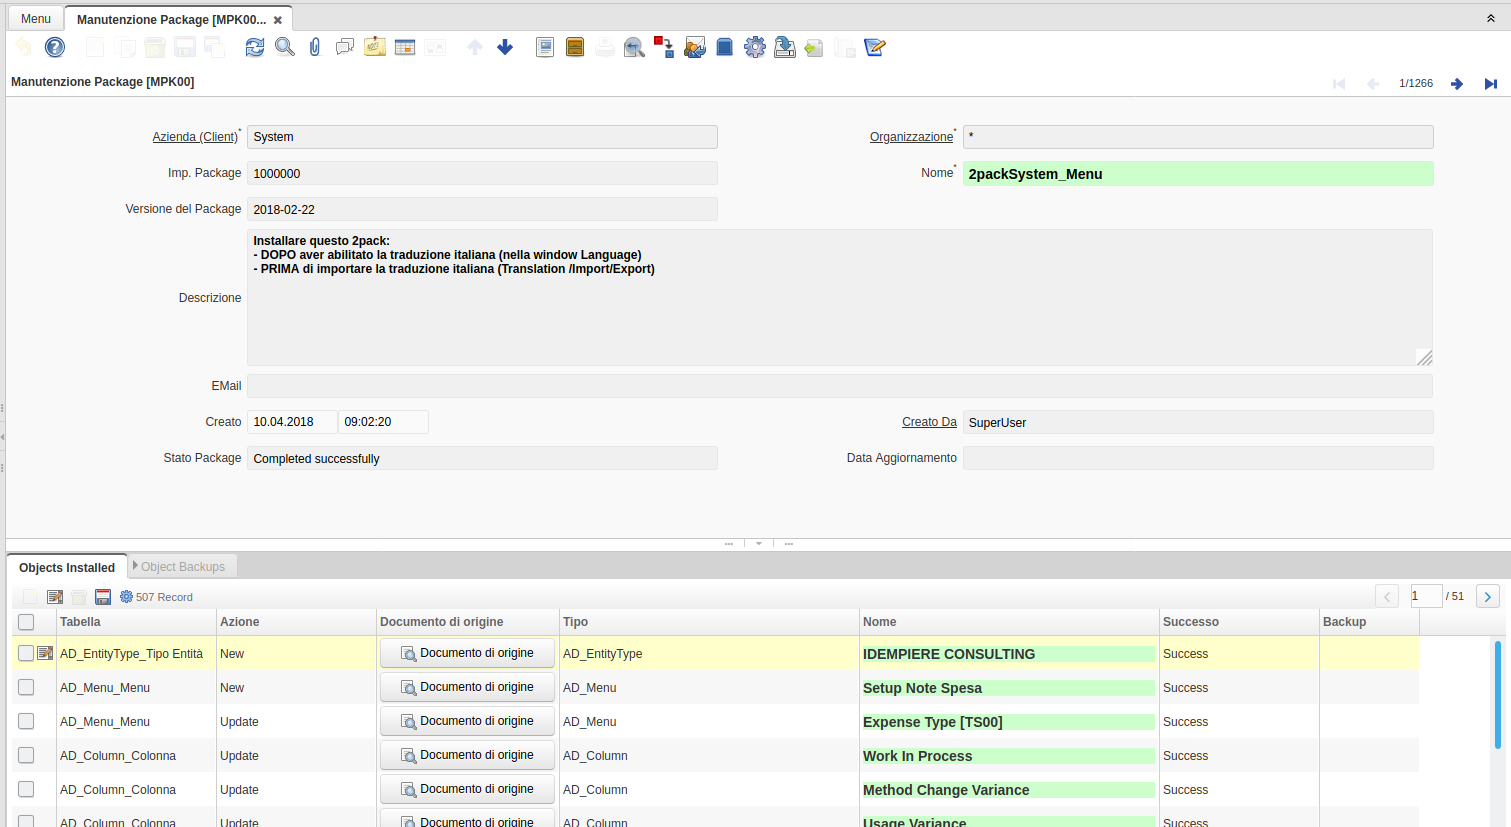 Menu
Manutenzione Package [MPK00...
Manutenzione Package [MPK00]
1/1266
Azienda (Client)*
System
Organizzazione*
*
Imp. Package
1000000
Nome*
2packSystem_Menu
Versione del Package
2018-02-22
Installare questo 2pack:
- DOPO aver abilitato la traduzione italiana (nella window Language)
- PRIMA di importare la traduzione italiana (Translation /Import/Export)
Descrizione
EMail
Creato
10.04.2018
09:02:20
Creato Da
SuperUser
Stato Package
Completed successfully
Data Aggiornamento
Objects Installed
Object Backups
507 Record
1
/ 51
Tabella Azione Documento di origine Tipo Nome Successo Backup
AD_EntityType_Tipo Entità New Documento di origine AD_EntityType IDEMPIERE CONSULTING Success
AD_Menu_Menu New Documento di origine AD_Menu Setup Note Spesa Success
AD_Menu_Menu Update Documento di origine AD_Menu Expense Type [TS00] Success
AD_Column_Colonna Update Documento di origine AD_Column Work In Process Success
AD_Column_Colonna Update Documento di origine AD_Column Method Change Variance Success
AD_Column_Colonna Update Documento di origine AD_Column Usage Variance Success